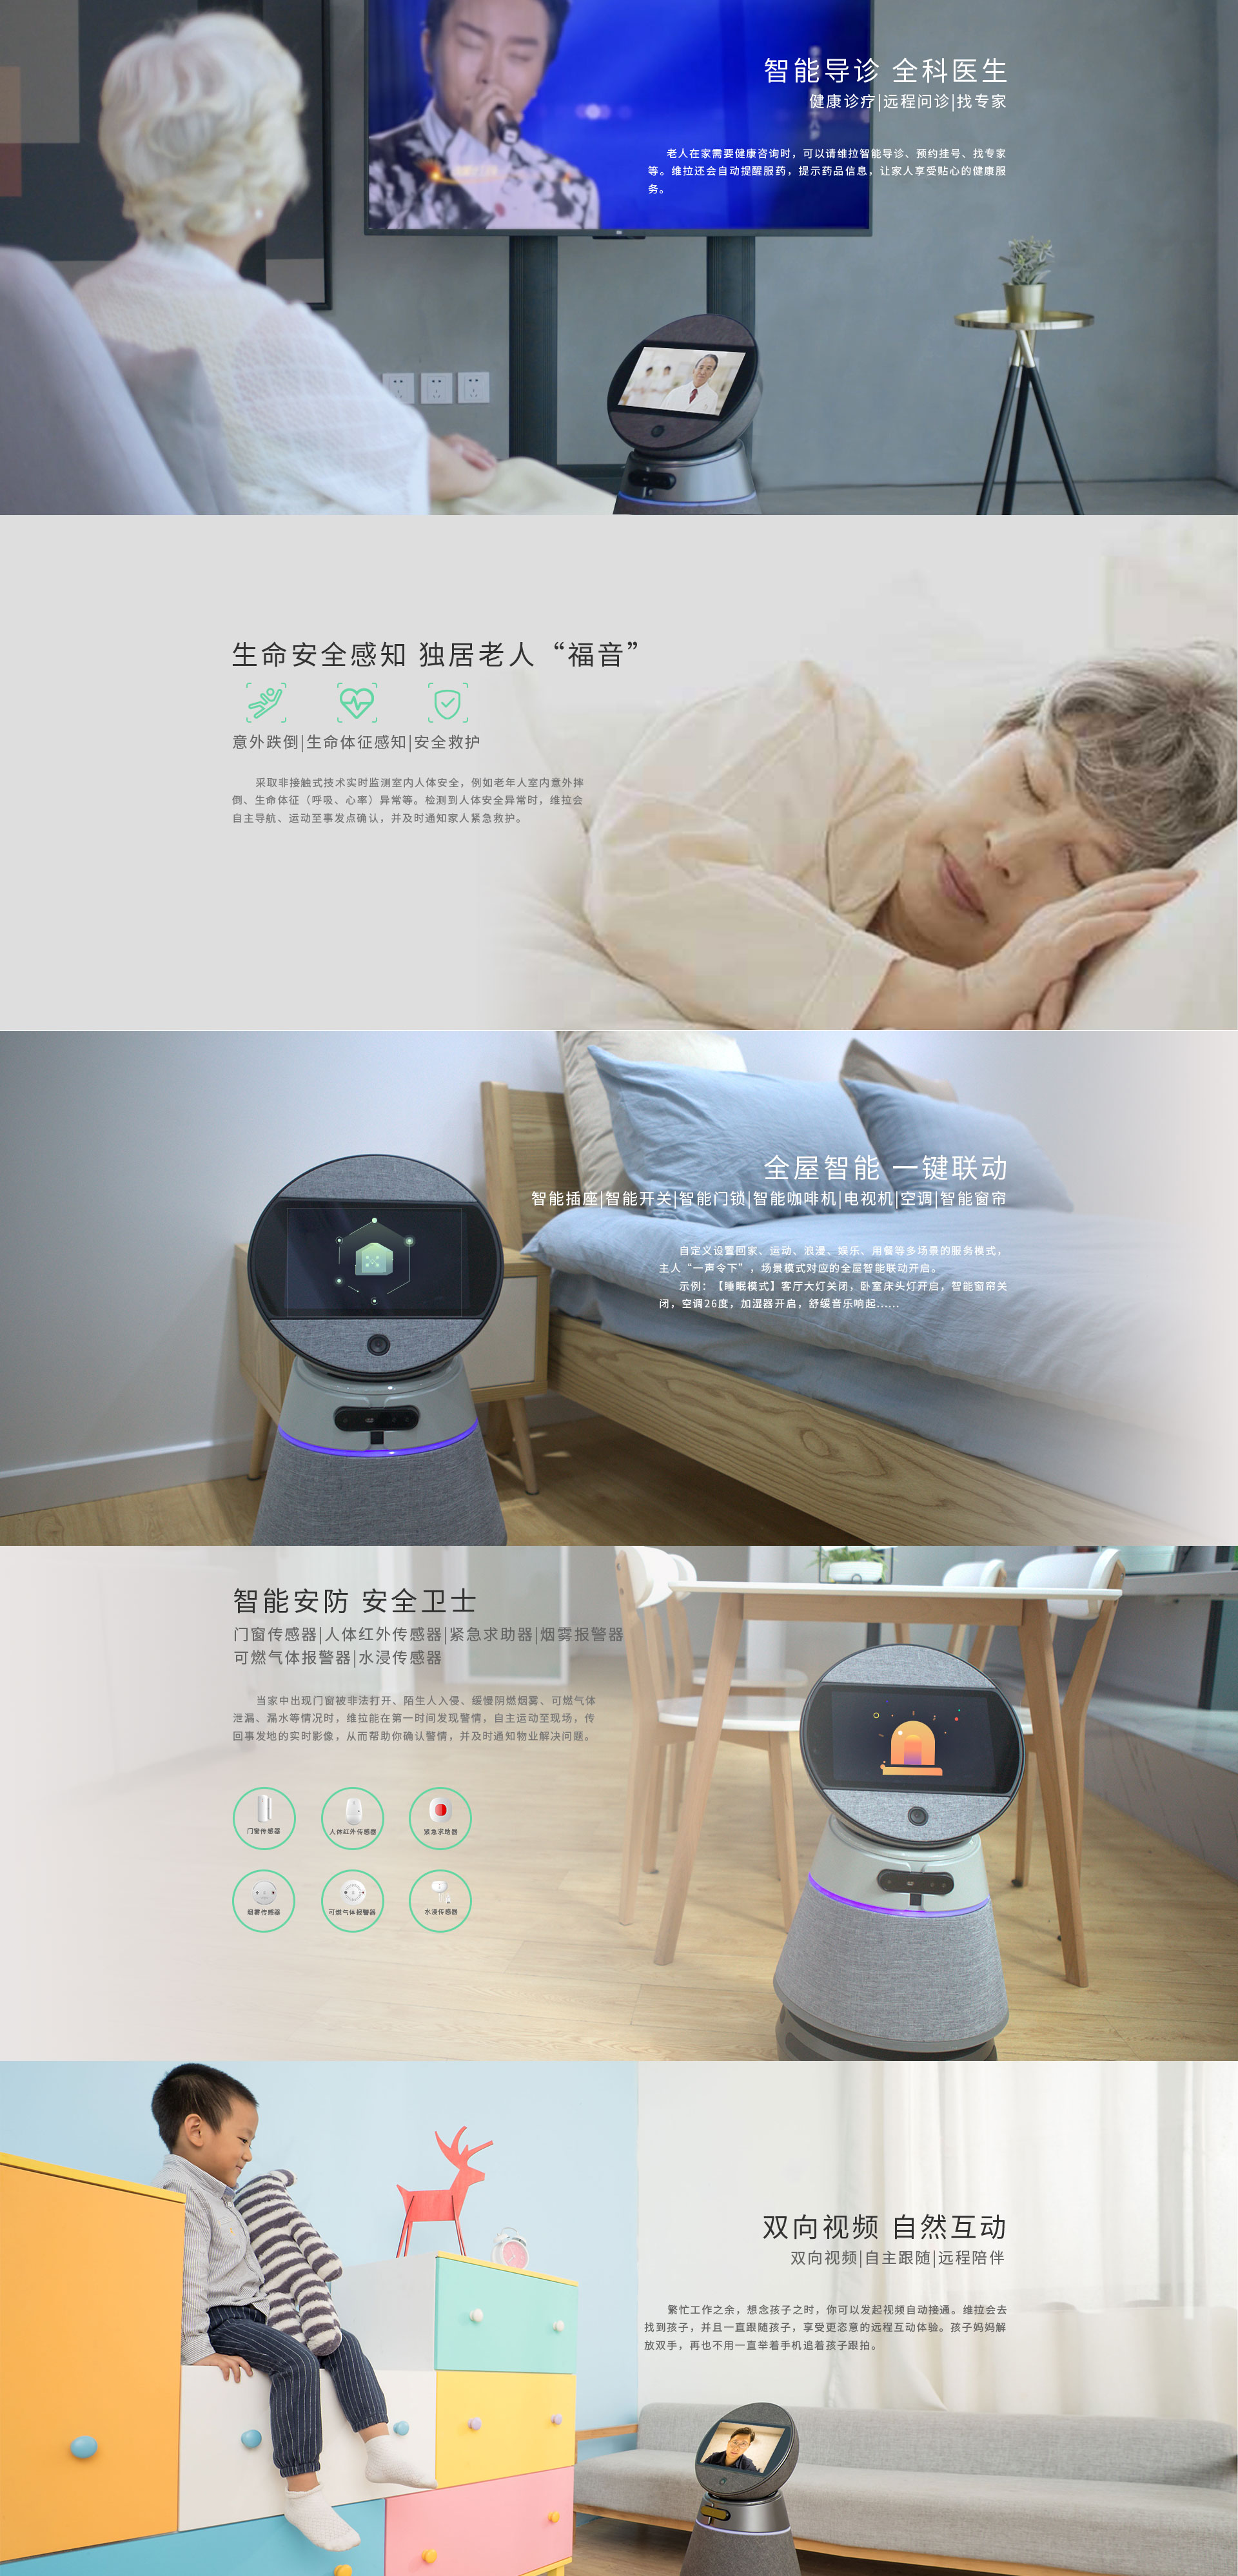 智能导诊 全科医生
健康诊疗|远程问诊|找专家
老人在家需要健康咨询时，可以请维拉智能导诊、预约挂号、找专家
等。维拉还会自动提醒服药，提示药品信息，让家人享受贴心的健康服
务。
生命安全感知 独居老人“福音”
意外跌倒|生命体征感知|安全救护
采取非接触式技术实时监测室内人体安全，例如老年人室内意外摔
倒、生命体征（呼吸、心率）异常等。检测到人体安全异常时，维拉会
自主导航、运动至事发点确认，并及时通知家人紧急救护。
全屋智能 一键联动
智能插座|智能开关|智能门锁|智能咖啡机|电视机|空调|智能窗帘
自定义设置回家、运动、浪漫、娱乐、用餐等多场景的服务模式，
主人“一声令下”，场景模式对应的全屋智能联动开启。
示例：【睡眠模式】客厅大灯关闭，卧室床头灯开启，智能窗帘关
闭，空调26度，加湿器开启，舒缓音乐响起......
智能安防 安全卫士
门窗传感器|人体红外传感器|紧急求助器|烟雾报警器
可燃气体报警器|水浸传感器
当家中出现门窗被非法打开、陌生人入侵、缓慢阴燃烟雾、可燃气体
泄漏、漏水等情况时，维拉能在第一时间发现警情，自主运动至现场，传
回事发地的实时影像，从而帮助你确认警情，并及时通知物业解决问题。
门窗传感器
人体红外传感器
紧急求助器
烟雾传感器
可燃气体报警器
水浸传感器
双向视频 自然互动
双向视频|自主跟随|远程陪伴
繁忙工作之余，想念孩子之时，你可以发起视频自动接通。维拉会去
找到孩子，并且一直跟随孩子，享受更恣意的远程互动体验。孩子妈妈解
放双手，再也不用一直举着手机追着孩子跟拍。